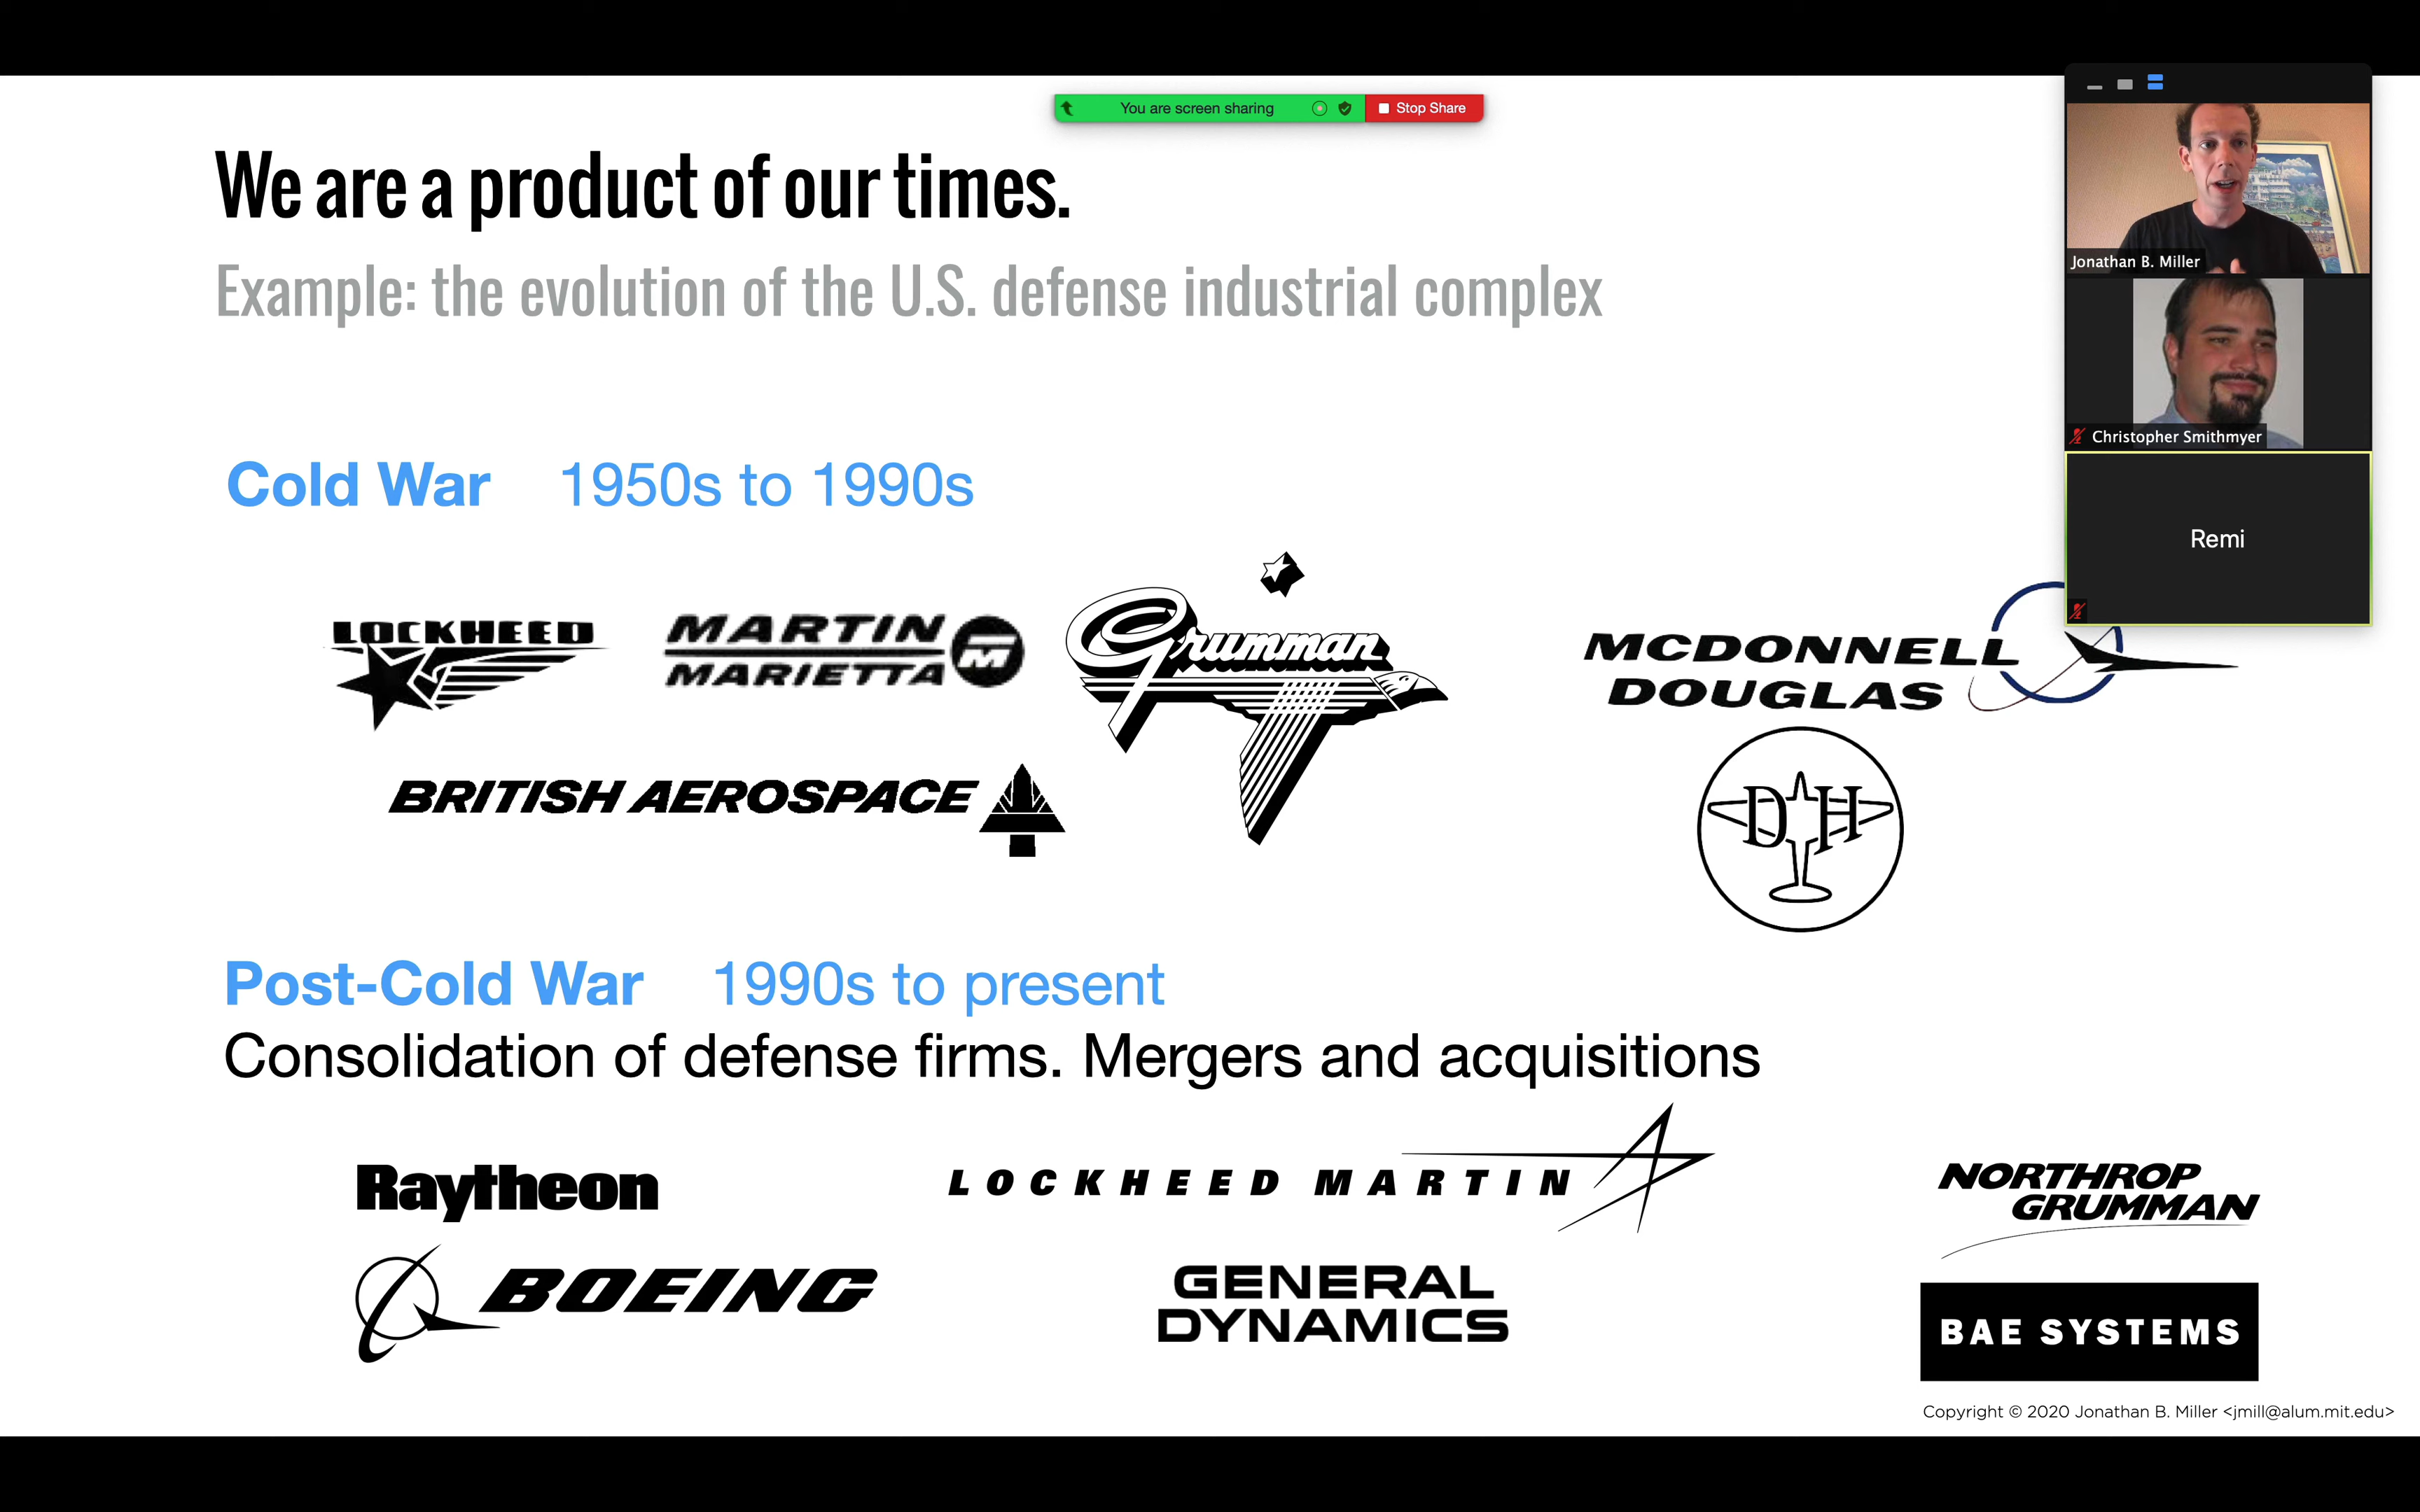 You are screen sharing
Stop Share
We are a product of our times.
Example: the evolution of the U.S. defense industrial complex
Jonathan B. Miller
Christopher Smithmyer
Remi
Cold War 1950s to 1990s
LOCKHEED
MARTIN
MARIETTA
Grumman
MCDONNELL
DOUGLAS
BRITISH AEROSPACE
DH
Post-Cold War 1990s to present
Consolidation of defense firms. Mergers and acquisitions
Raytheon
LOCKHEED MARTIN
NORTHROP
GRUMMAN
BOEING
GENERAL
DYNAMICS
BAE SYSTEMS
Copyright © 2020 Jonathan B. Miller <jmill@alum.mit.edu>